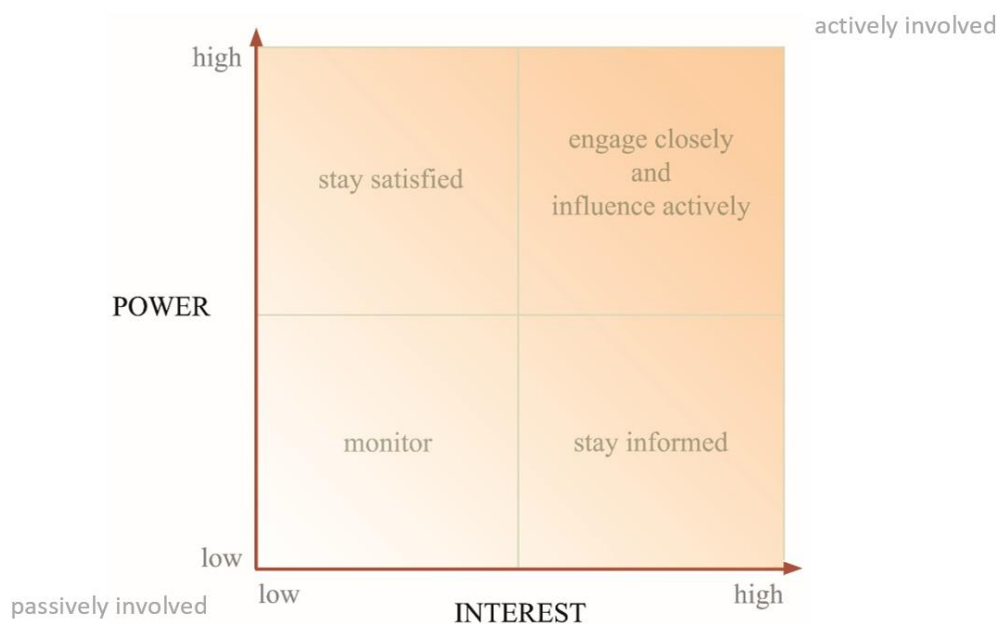 actively involved
high
engage closely
and
influence actively
stay satisfied
POWER
monitor
stay informed
low
low
high
passively involved
INTEREST